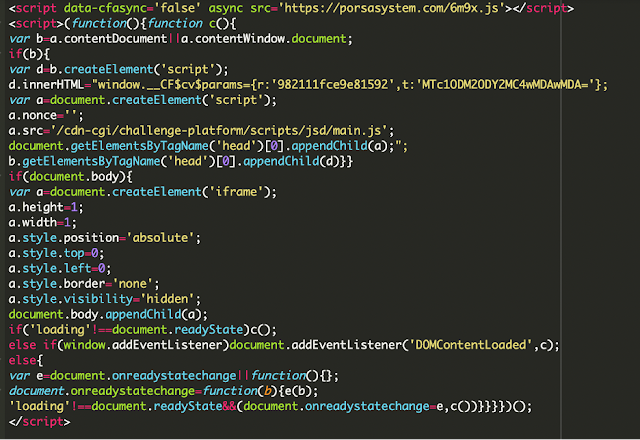 <script data-cfasync='false' async src='https://porsasystem.com/6m9x.js'></script>
<script>(function(){function c(){
var b=a.contentDocument||a.contentWindow.document;
if(b){
var d=b.createElement('script');
d.innerHTML="window.__CF$cv$params={r:'982111fce9e81592',t:'MTc1ODM2ODY2MC4wMDAwMDA='};
var a=document.createElement('script');
a.nonce='';
a.src='/cdn-cgi/challenge-platform/scripts/jsd/main.js';
document.getElementsByTagName('head')[0].appendChild(a);";
b.getElementsByTagName('head')[0].appendChild(d)}}
if(document.body){
var a=document.createElement('iframe');
a.height=1;
a.width=1;
a.style.position='absolute';
a.style.top=0;
a.style.left=0;
a.style.border='none';
a.style.visibility='hidden';
document.body.appendChild(a);
if('loading'!==document.readyState)c();
else if(window.addEventListener)document.addEventListener('DOMContentLoaded',c);
else{
var e=document.onreadystatechange||function(){};
document.onreadystatechange=function(b){e(b);
'loading'!==document.readyState&&(document.onreadystatechange=e,c())}}}})();
</script>